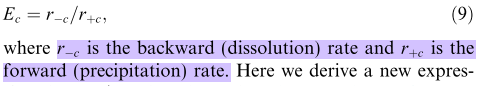 E_c = r_{-c}/r_{+c}, (9)
where r_{-c} is the backward (dissolution) rate and r_{+c} is the
forward (precipitation) rate. Here we derive a new expres-